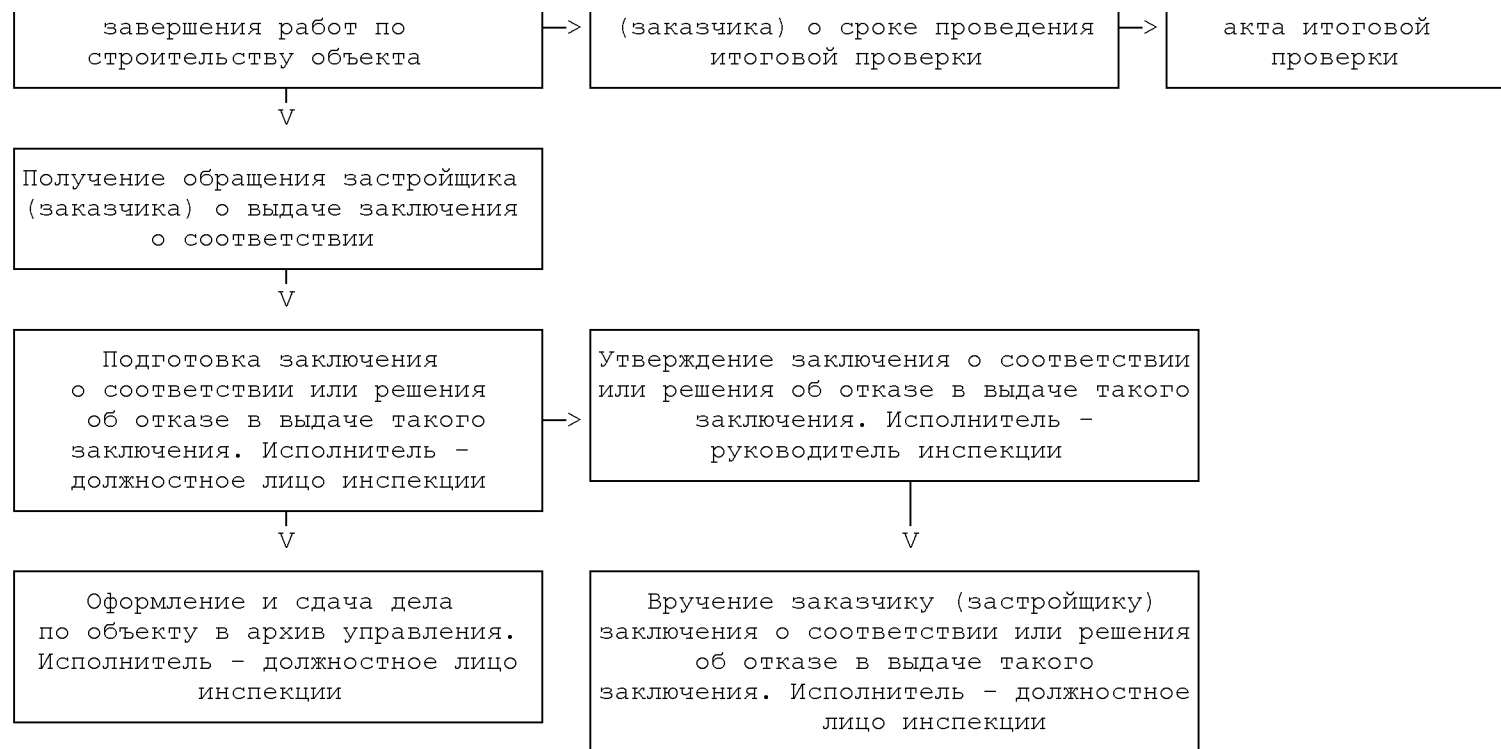 завершения работ по
строительству объекта
(заказчика) о сроке проведения
итоговой проверки
акта итоговой
проверки
Получение обращения застройщика
(заказчика) о выдаче заключения
о соответствии
Подготовка заключения
о соответствии или решения
об отказе в выдаче такого
заключения. Исполнитель –
должностное лицо инспекции
Утверждение заключения о соответствии
или решения об отказе в выдаче такого
заключения. Исполнитель –
руководитель инспекции
Оформление и сдача дела
по объекту в архив управления.
Исполнитель – должностное лицо
инспекции
Вручение заказчику (застройщику)
заключения о соответствии или решения
об отказе в выдаче такого
заключения. Исполнитель – должностное
лицо инспекции